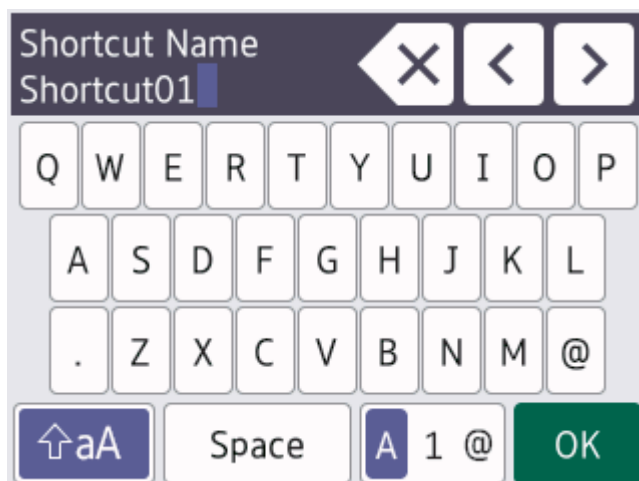 Shortcut Name
Shortcut01
Q W E R T Y U I O P
A S D F G H J K L
. Z X C V B N M @
aA Space A 1 @ OK